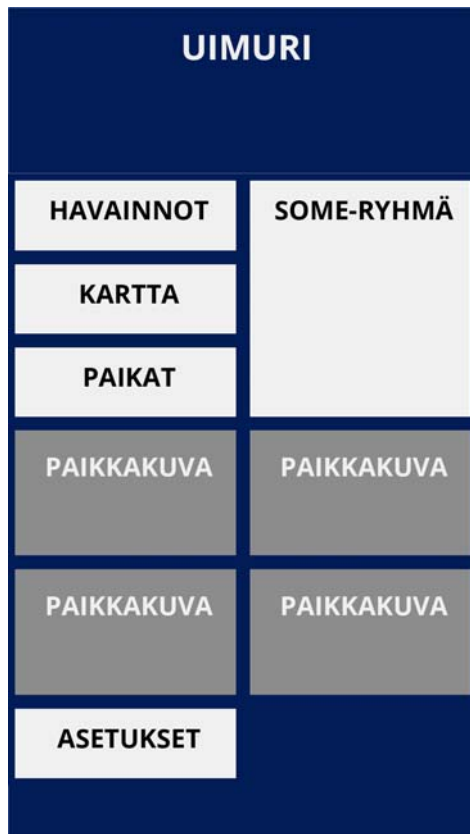 UIMURI
HAVAINNOT
SOME-RYHMÄ
KARTTA
PAIKAT
PAIKKAKUVA
PAIKKAKUVA
PAIKKAKUVA
PAIKKAKUVA
ASETUKSET